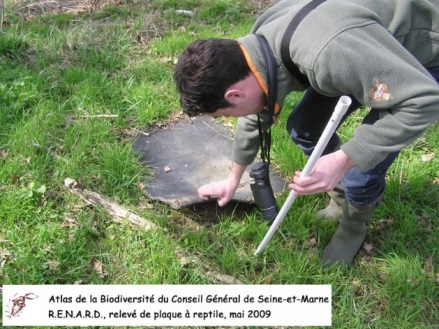 Atlas de la Biodiversité du Conseil Général de Seine-et-Marne
R.E.N.A.R.D., relevé de plaque à reptile, mai 2009